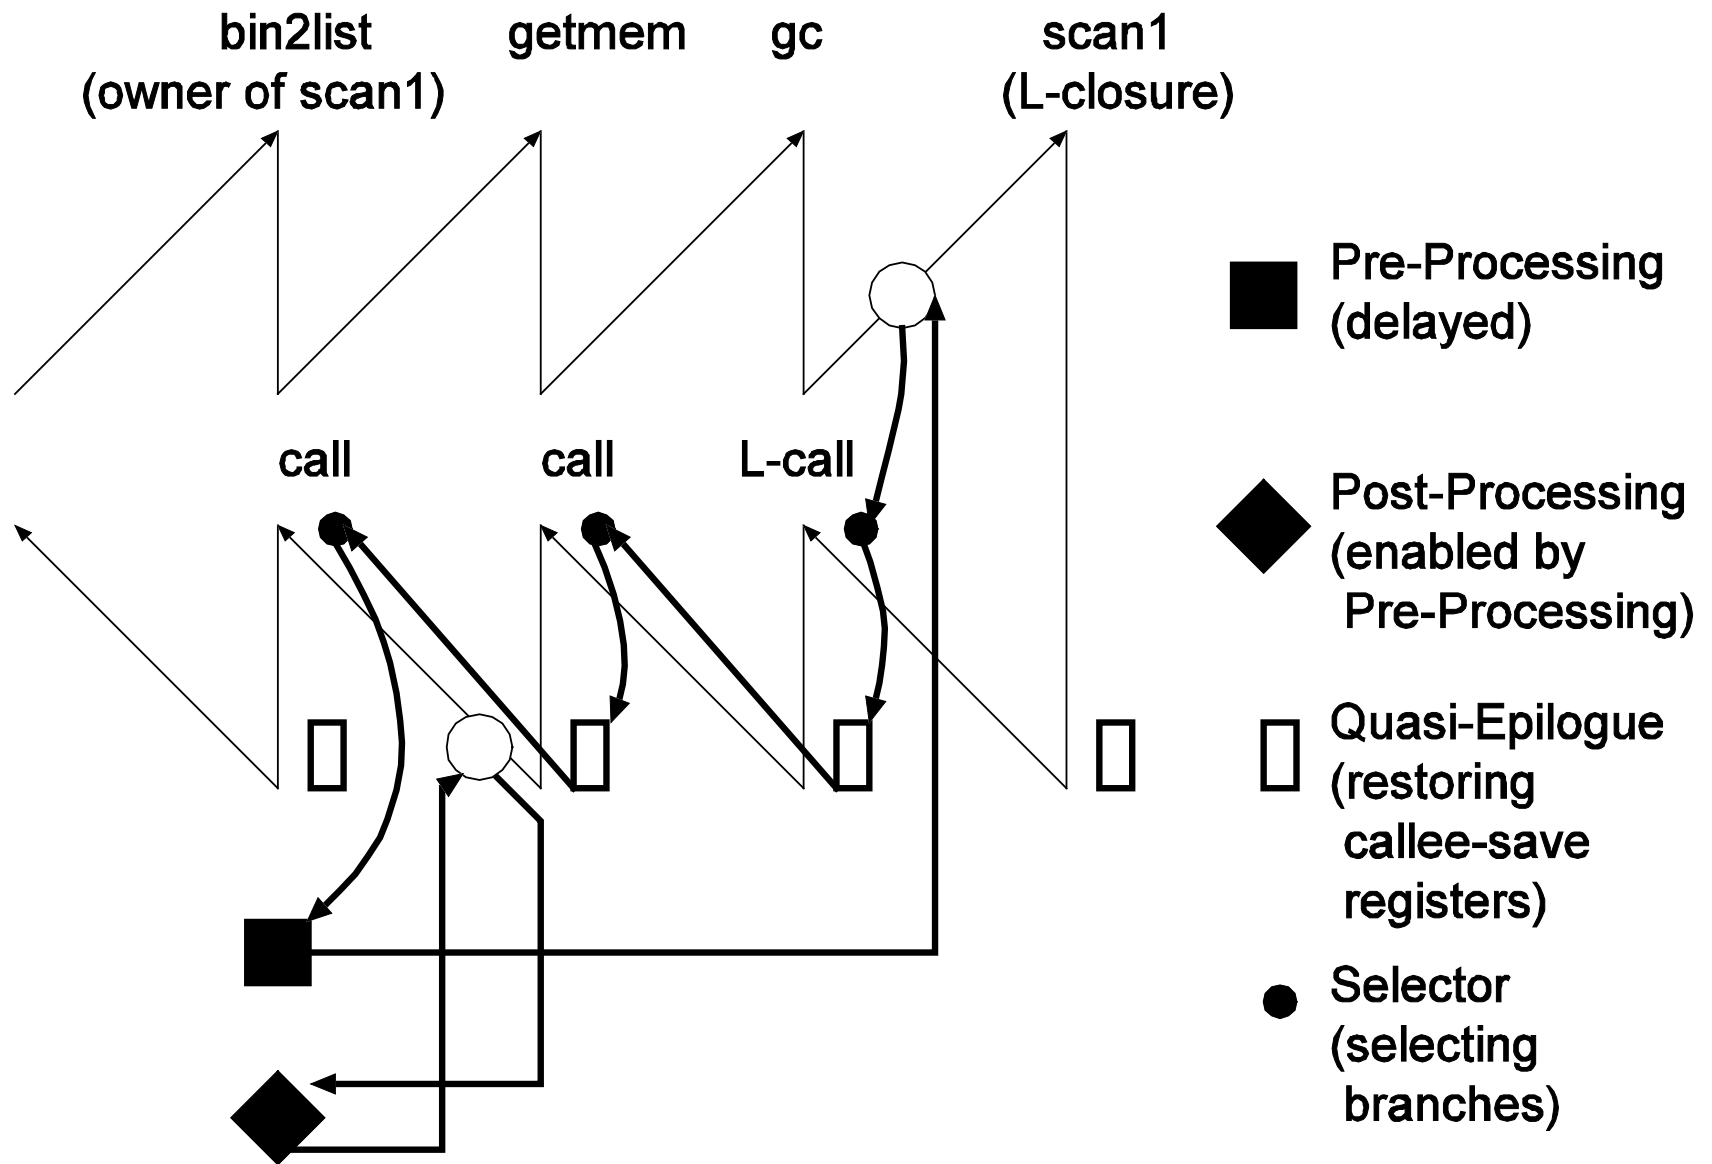 bin2list
(owner of scan1)
getmem
gc
scan1
(L-closure)
call
call
L-call
Pre-Processing
(delayed)
Post-Processing
(enabled by
Pre-Processing)
Quasi-Epilogue
(restoring
callee-save
registers)
Selector
(selecting
branches)